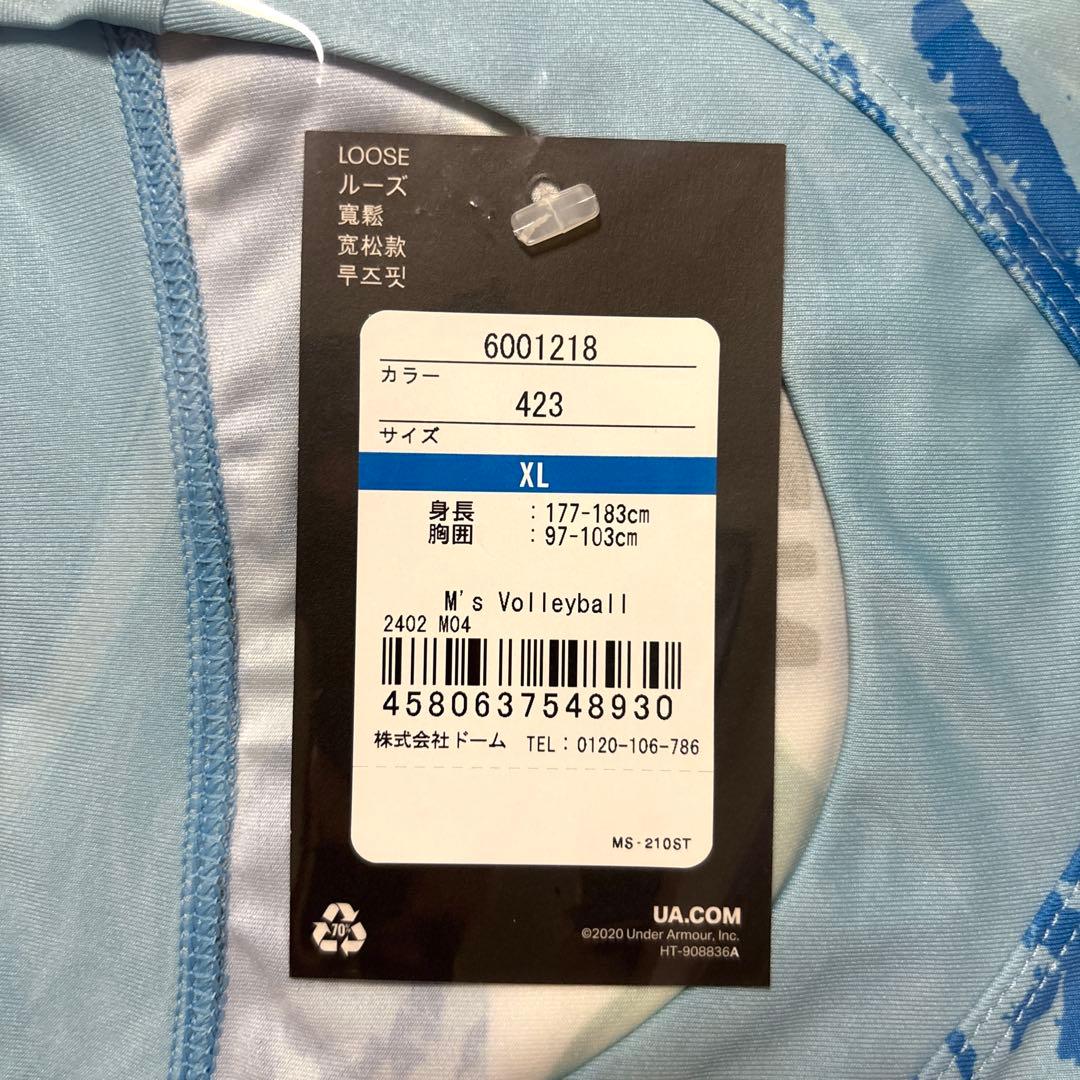 LOOSE
ルーズ
寬鬆
宽松款
루즈핏
6001218
カラー
423
サイズ
XL
身長 : 177-183cm
胸囲 : 97-103cm
M's Volleyball
2402 M04
4580637548930
株式会社ドーム TEL : 0120-106-786
MS-210ST
70%
UA.COM
©2020 Under Armour, Inc.
HT-908836A